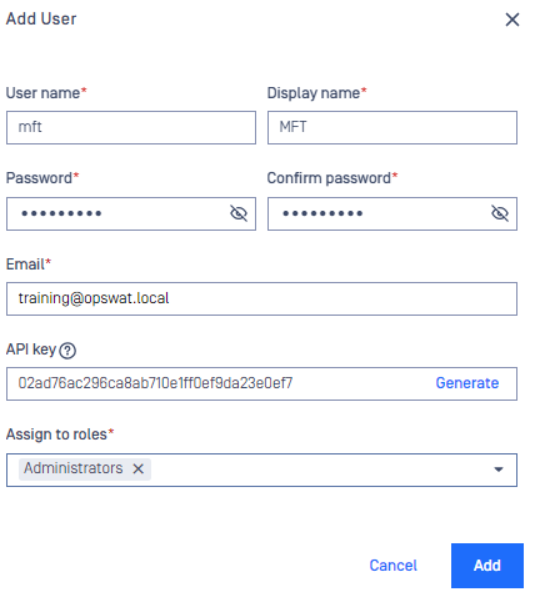 Add User
User name* Display name*
mft MFT
Password* Confirm password*
••••••••• •••••••••
Email*
training@opswat.local
API key ?
02ad76ac296ca8ab710e1ff0ef9da23e0ef7 Generate
Assign to roles*
Administrators
Cancel Add